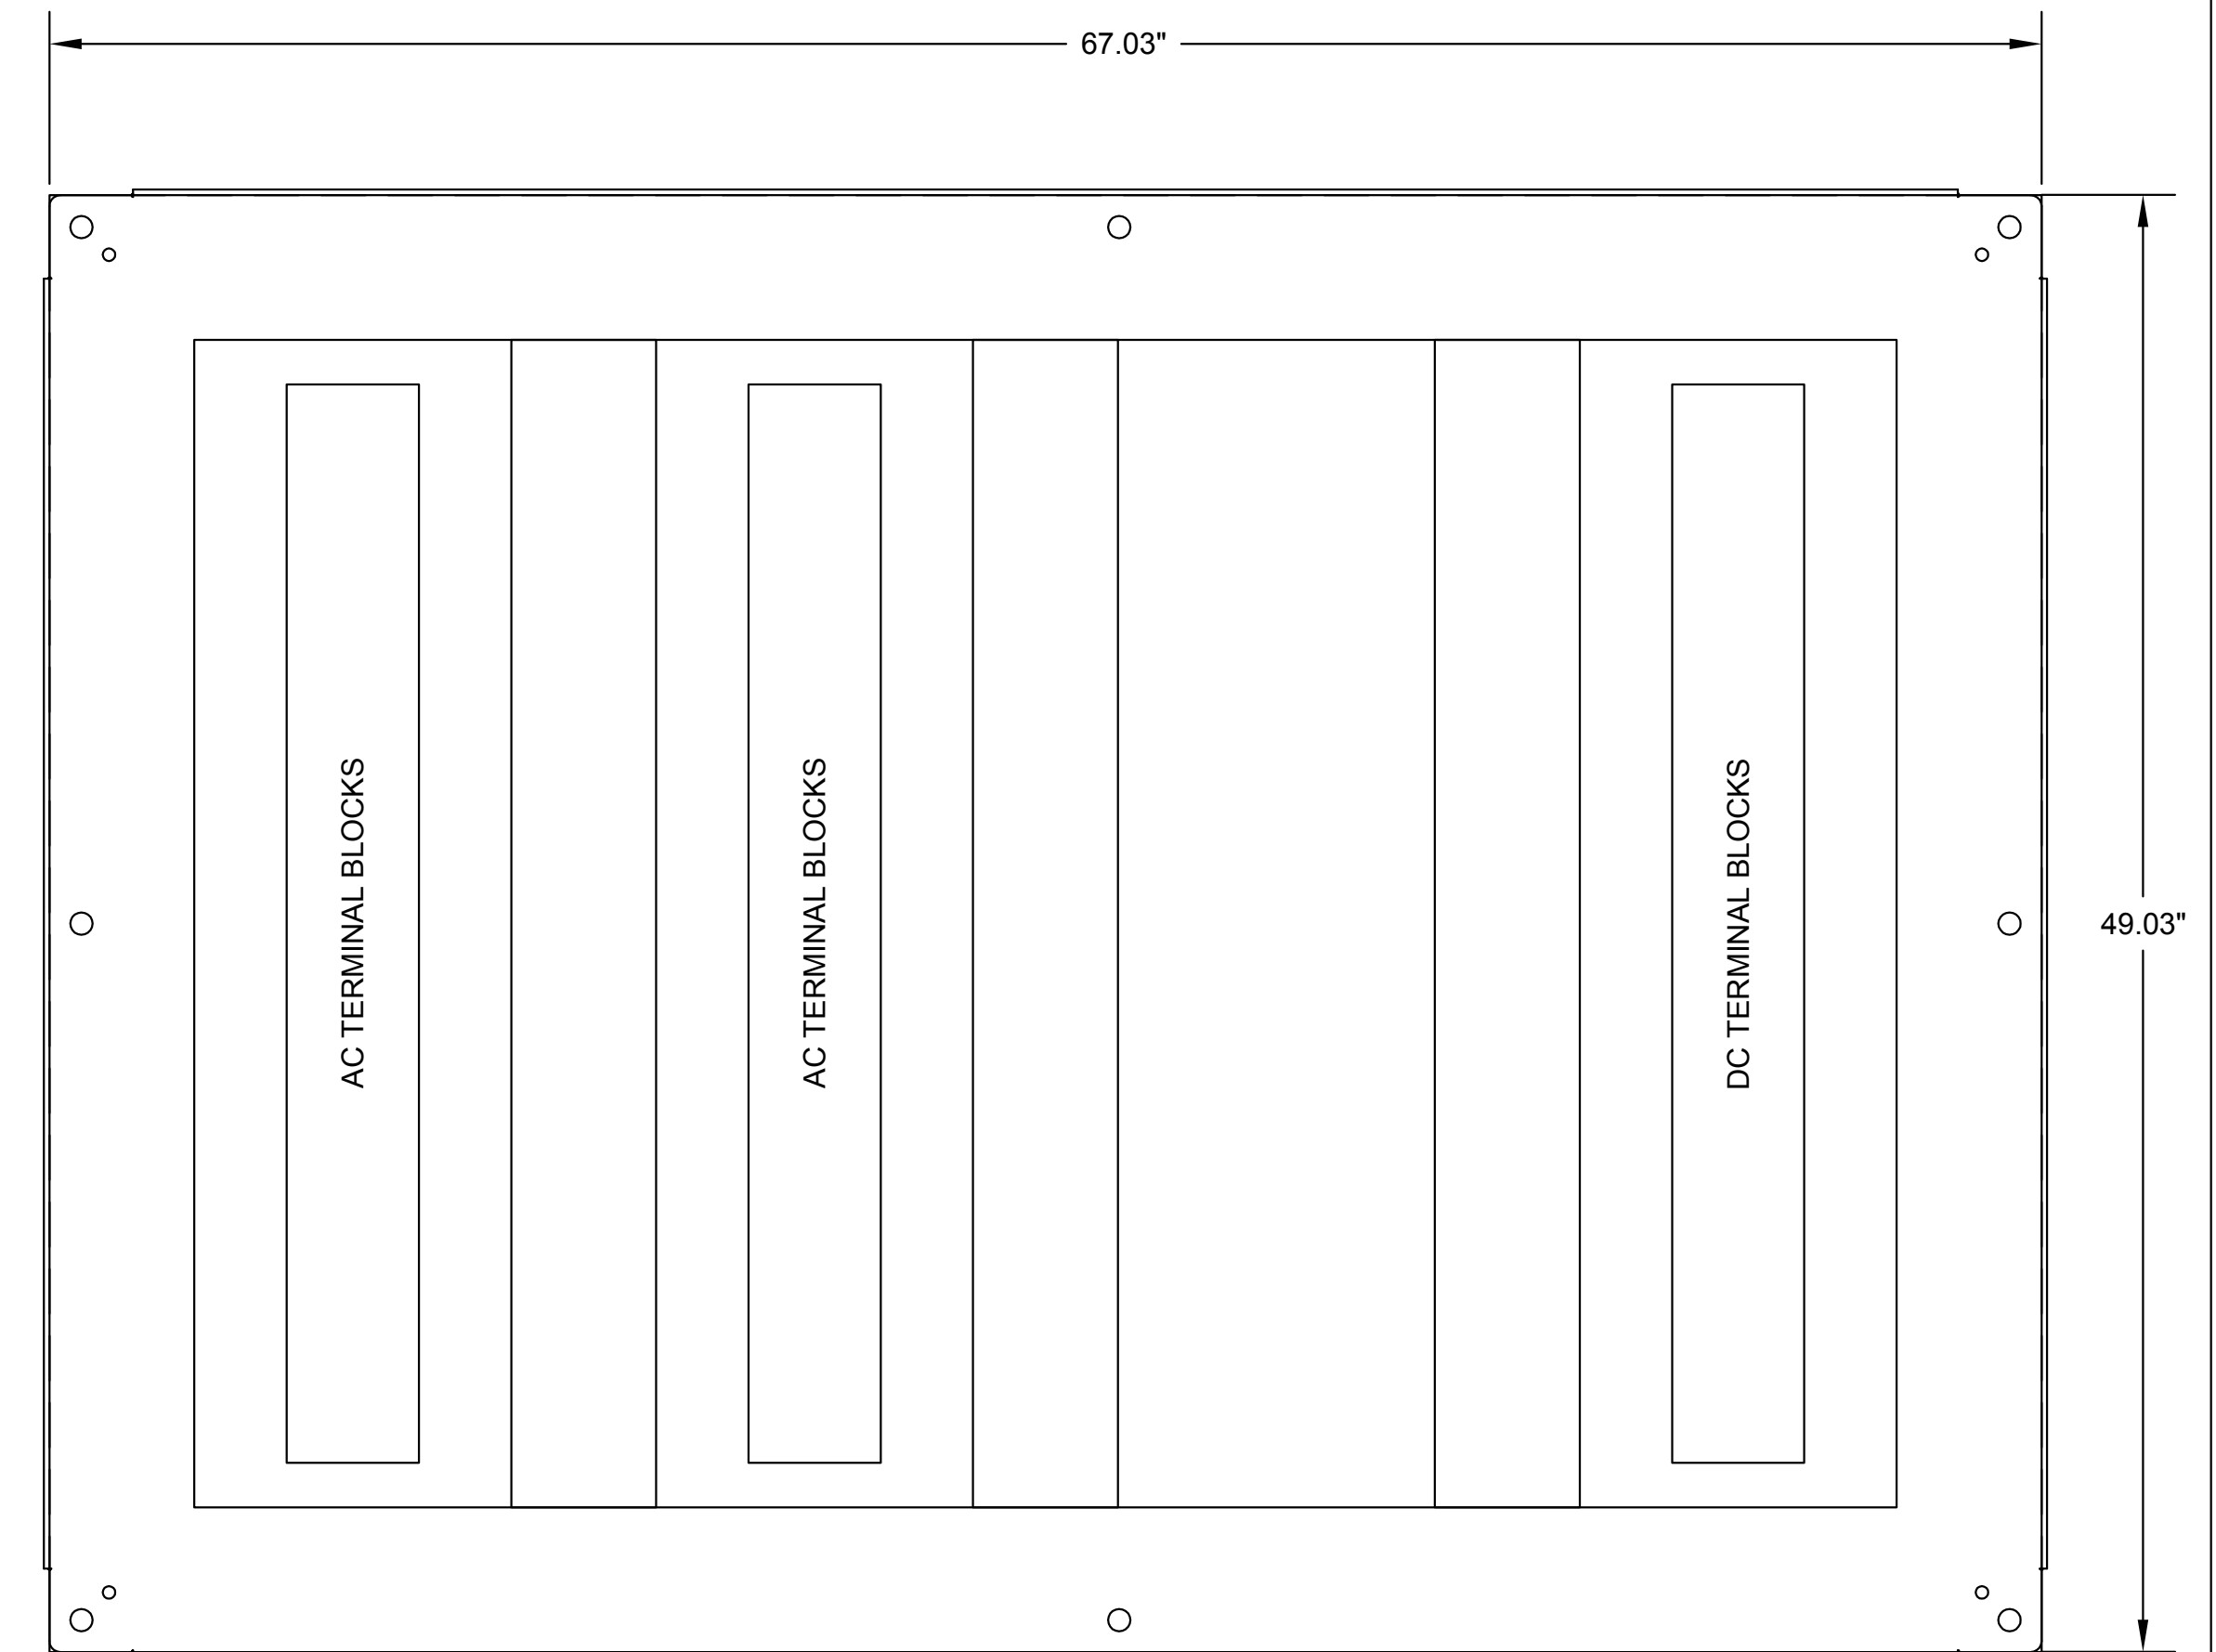 67.03"
AC TERMINAL BLOCKS
AC TERMINAL BLOCKS
DC TERMINAL BLOCKS
49.03"